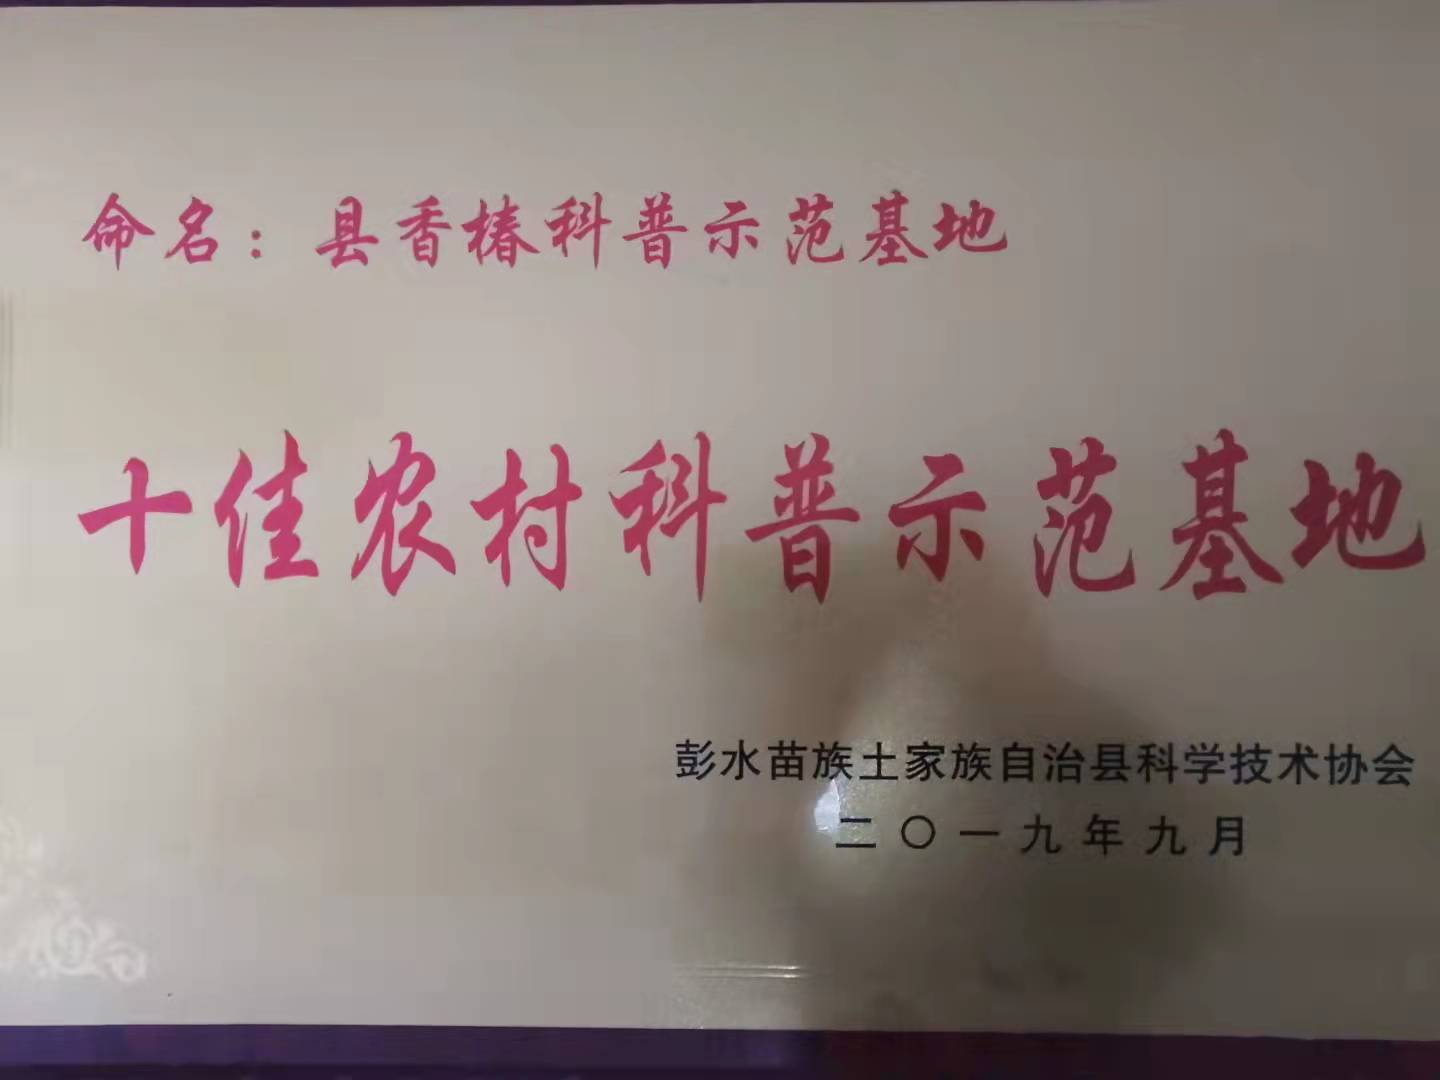 命名：县香椿科普示范基地
十佳农村科普示范基地
彭水苗族土家族自治县科学技术协会
二〇一九年九月